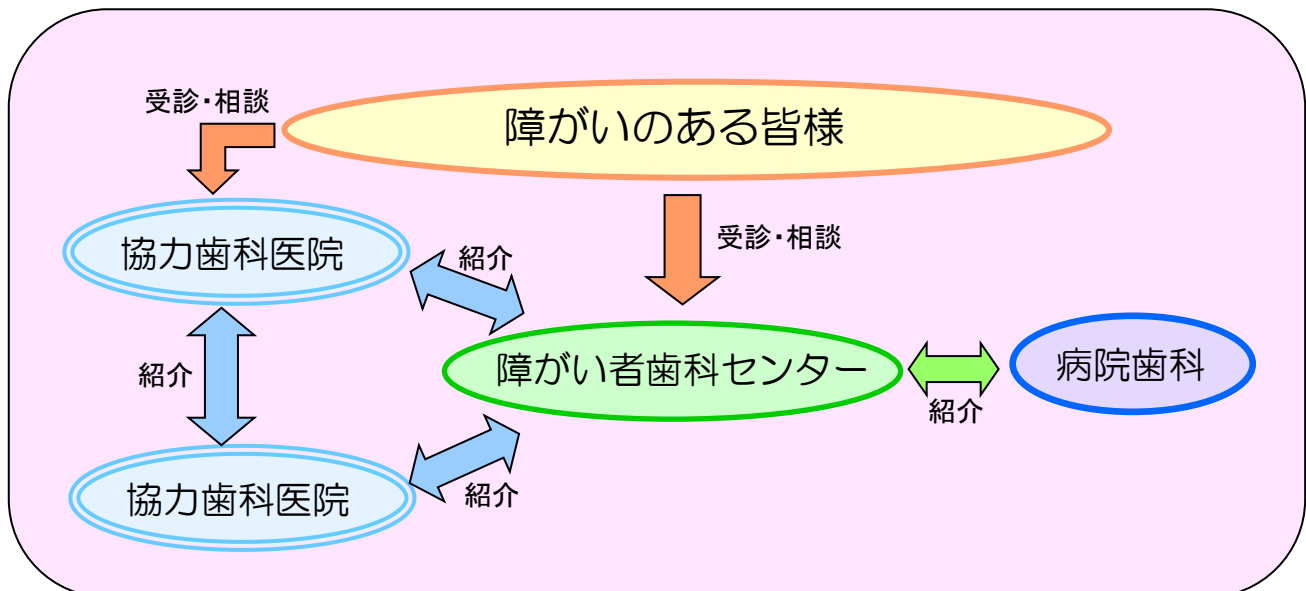 受診・相談
障がいのある皆様
受診・相談
協力歯科医院
紹介
紹介
障がい者歯科センター
病院歯科
紹介
協力歯科医院
紹介